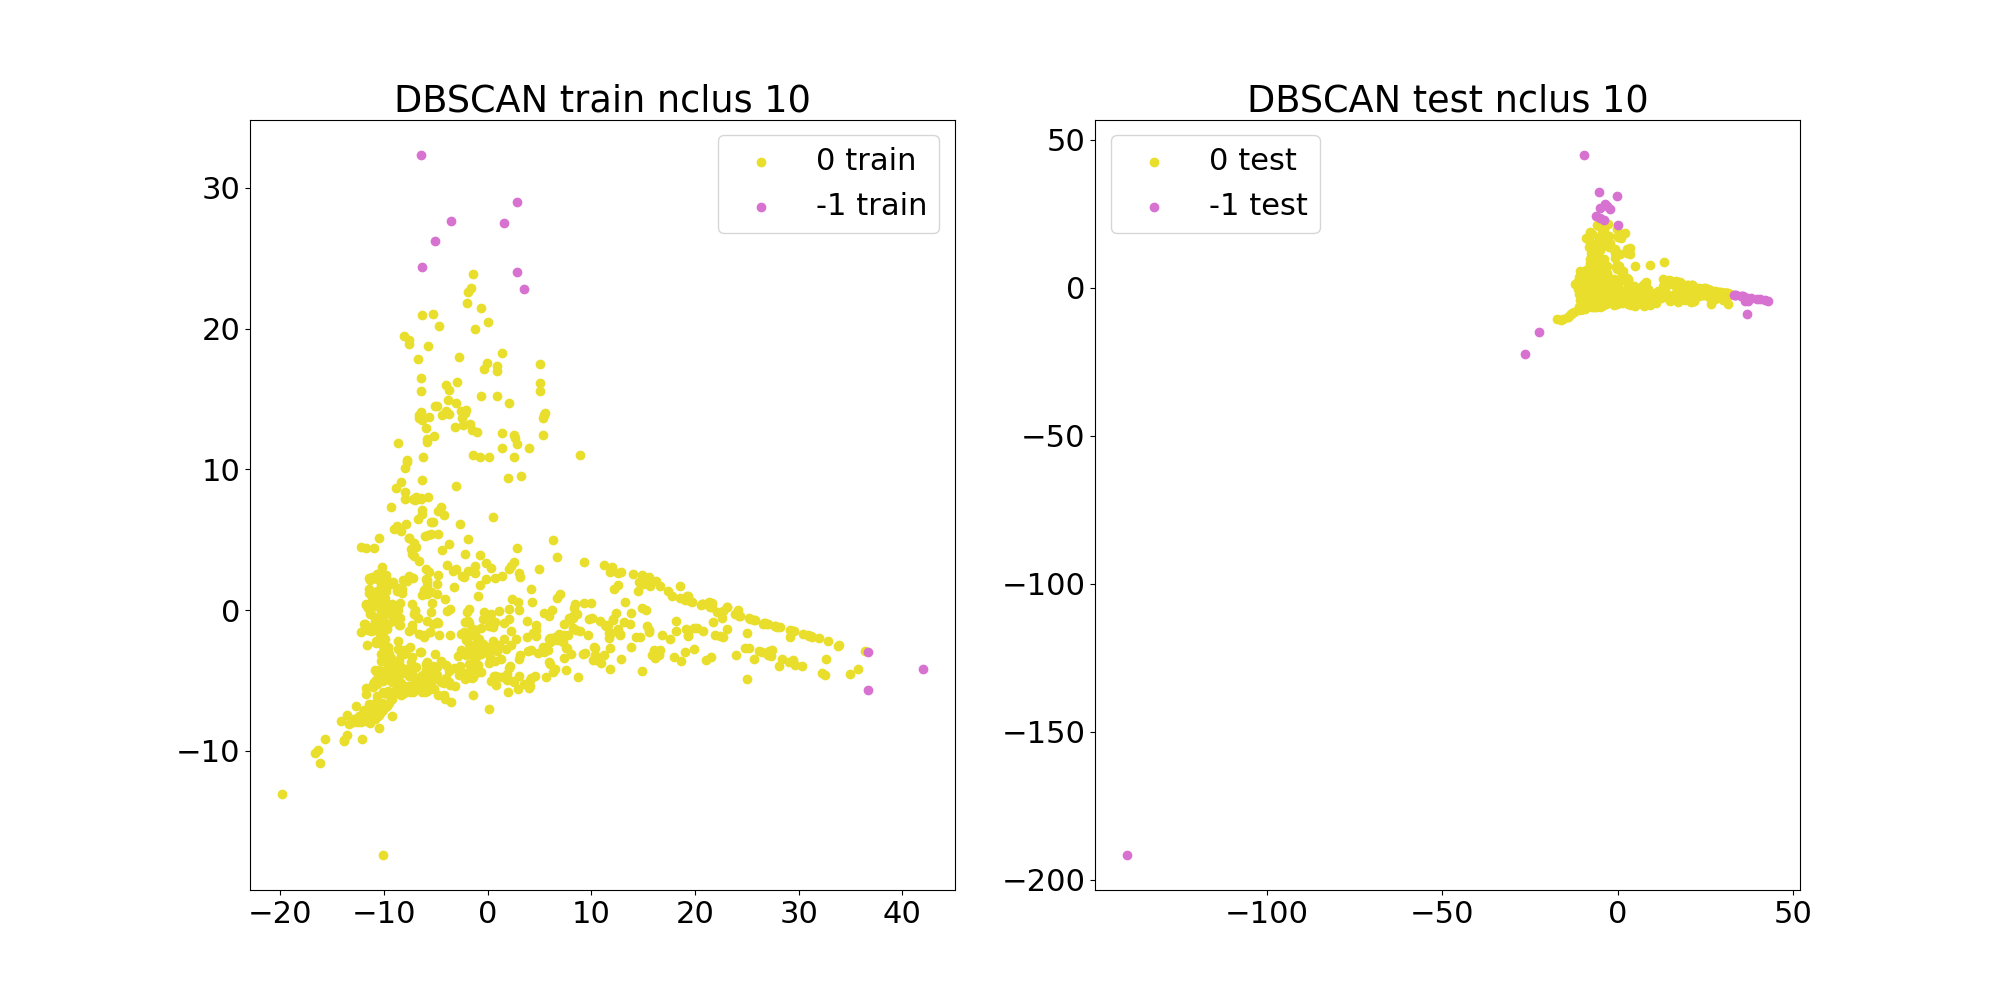 DBSCAN train nclus 10
0 train
-1 train
30
20
10
0
−10
−20 −10 0 10 20 30 40
DBSCAN test nclus 10
0 test
-1 test
50
0
−50
−100
−150
−200
−100 −50 0 50